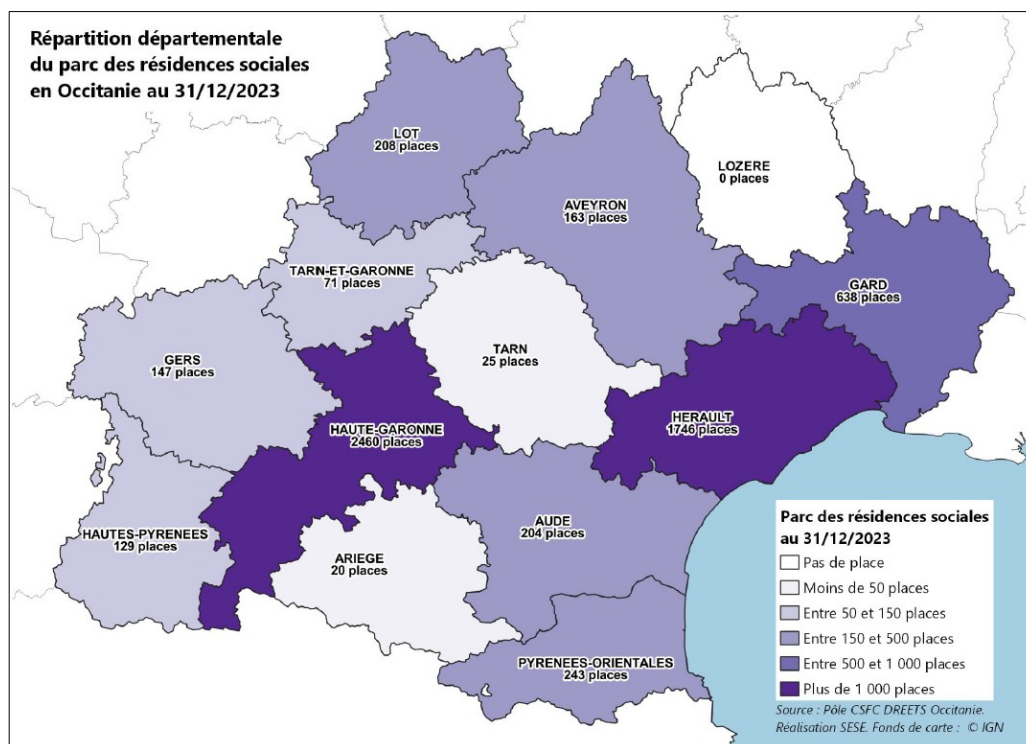 Répartition départementale
du parc des résidences sociales
en Occitanie au 31/12/2023
LOT
208 places
LOZERE
0 places
AVEYRON
163 places
TARN-ET-GARONNE
71 places
GARD
638 places
GERS
147 places
TARN
25 places
HAUTE-GARONNE
2460 places
HERAULT
1746 places
HAUTES-PYRENEES
129 places
ARIEGE
20 places
AUDE
204 places
PYRENEES-ORIENTALES
243 places
Parc des résidences sociales
au 31/12/2023
Pas de place
Moins de 50 places
Entre 50 et 150 places
Entre 150 et 500 places
Entre 500 et 1 000 places
Plus de 1 000 places
Source : Pôle CSFC DREETS Occitanie.
Réalisation SESE. Fonds de carte : © IGN